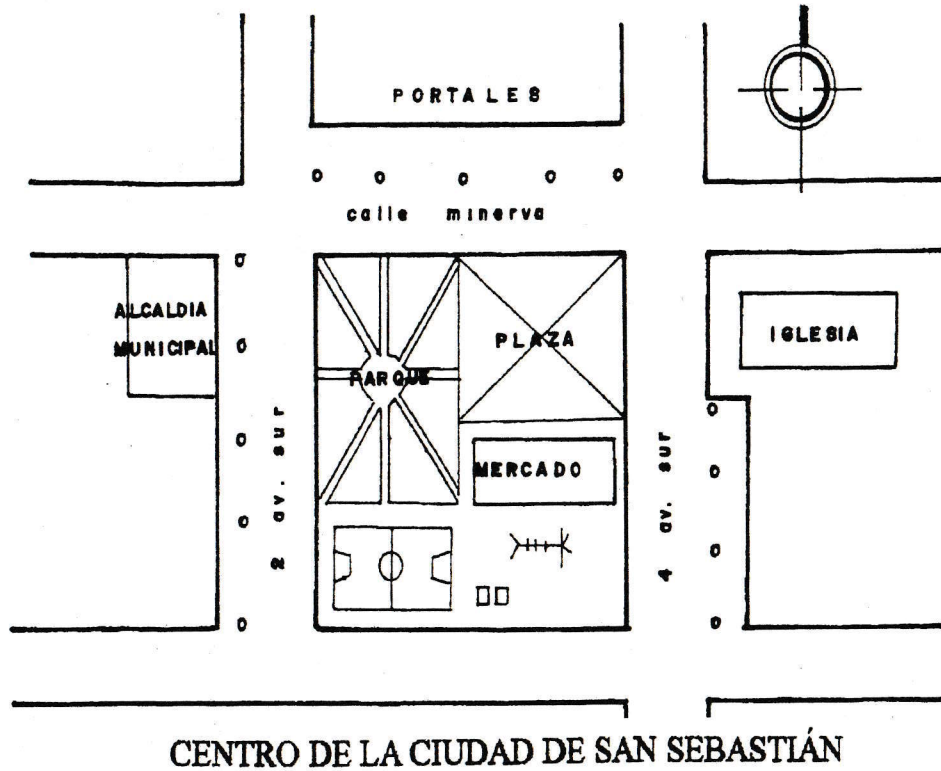 PORTALES
calle minerva
ALCALDIA
MUNICIPAL
PARQUE
PLAZA
IGLESIA
MERCADO
2 av. sur
4 av. sur
CENTRO DE LA CIUDAD DE SAN SEBASTIÁN